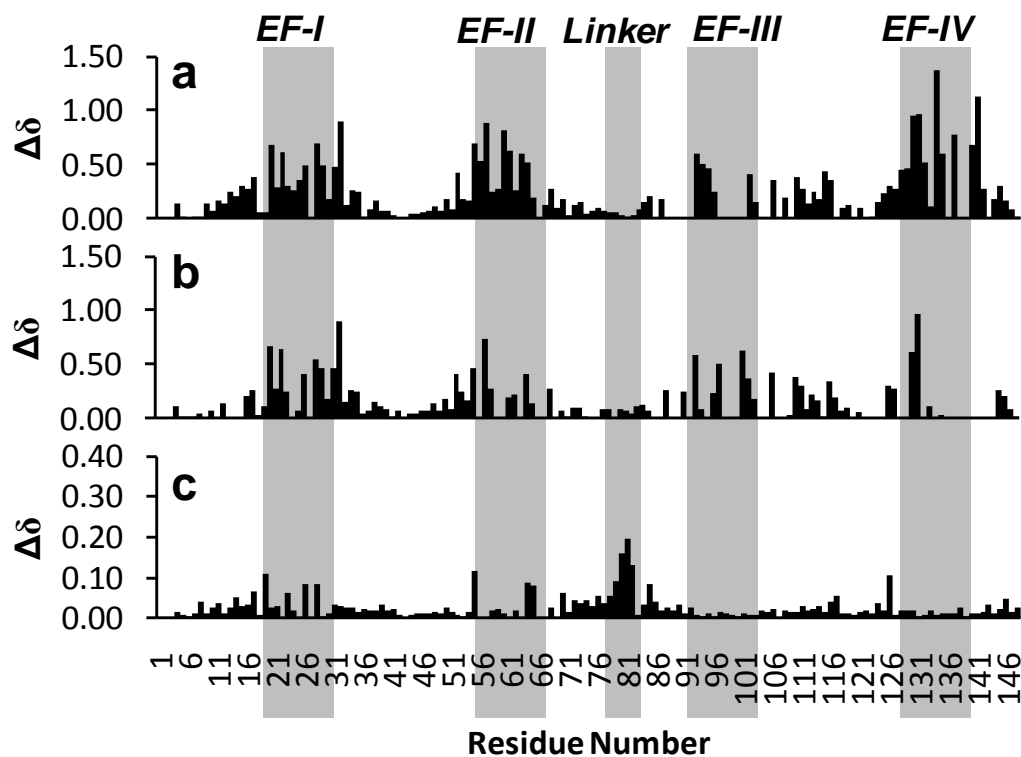 EF-I EF-II Linker EF-III EF-IV
a
1.50
1.00
0.50
0.00
Δδ
b
1.50
1.00
0.50
0.00
Δδ
c
0.40
0.30
0.20
0.10
0.00
Δδ
1 6 11 16 21 26 31 36 41 46 51 56 61 66 71 76 81 86 91 96 101 106 111 116 121 126 131 136 141 146
Residue Number